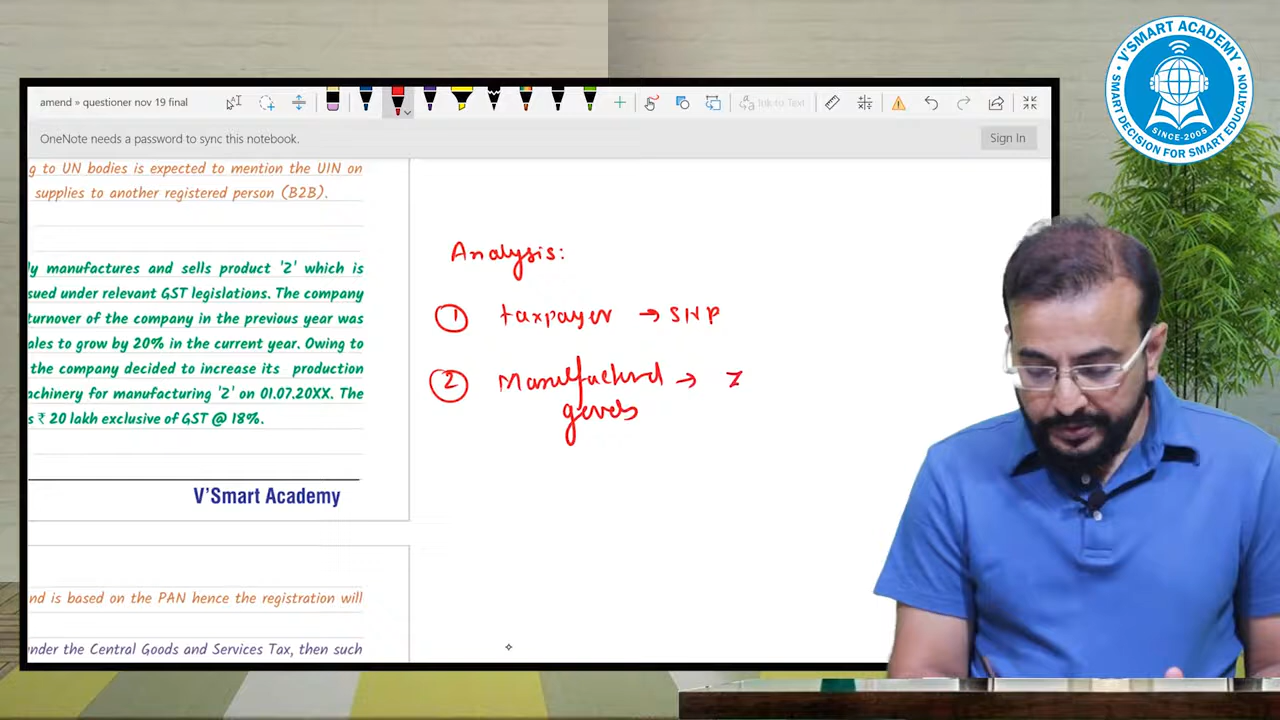 V'SMART ACADEMY
SMART DECISION FOR SMART EDUCATION
SINCE-2005
amend » questioner nov 19 final
Ink to Text
OneNote needs a password to sync this notebook.
Sign In
g to UN bodies is expected to mention the UIN on
supplies to another registered person (B2B).
ly manufactures and sells product 'Z' which is
sued under relevant GST legislations. The company
turnover of the company in the previous year was
ales to grow by 20% in the current year. Owing to
the company decided to increase its production
achinery for manufacturing 'Z' on 01.07.20XX. The
s ₹ 20 lakh exclusive of GST @ 18%.
V'Smart Academy
nd is based on the PAN hence the registration will
nder the Central Goods and Services Tax, then such
Analysis:
1 taxpayer → SNP
2 Manufactured → Z
goods